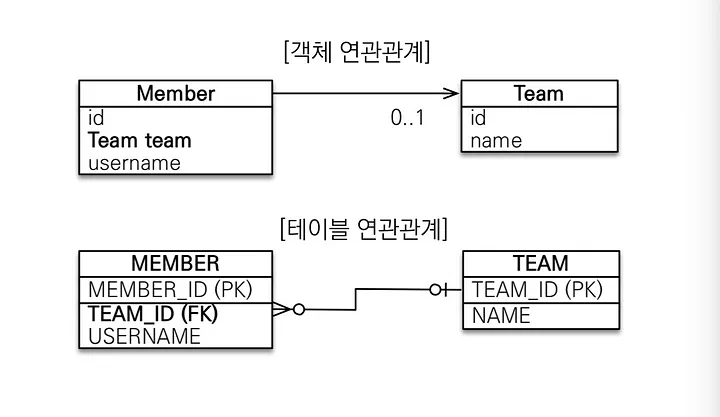 [객체 연관관계]
Member
id
Team team
username
0..1
Team
id
name
[테이블 연관관계]
MEMBER
MEMBER_ID (PK)
TEAM_ID (FK)
USERNAME
TEAM
TEAM_ID (PK)
NAME